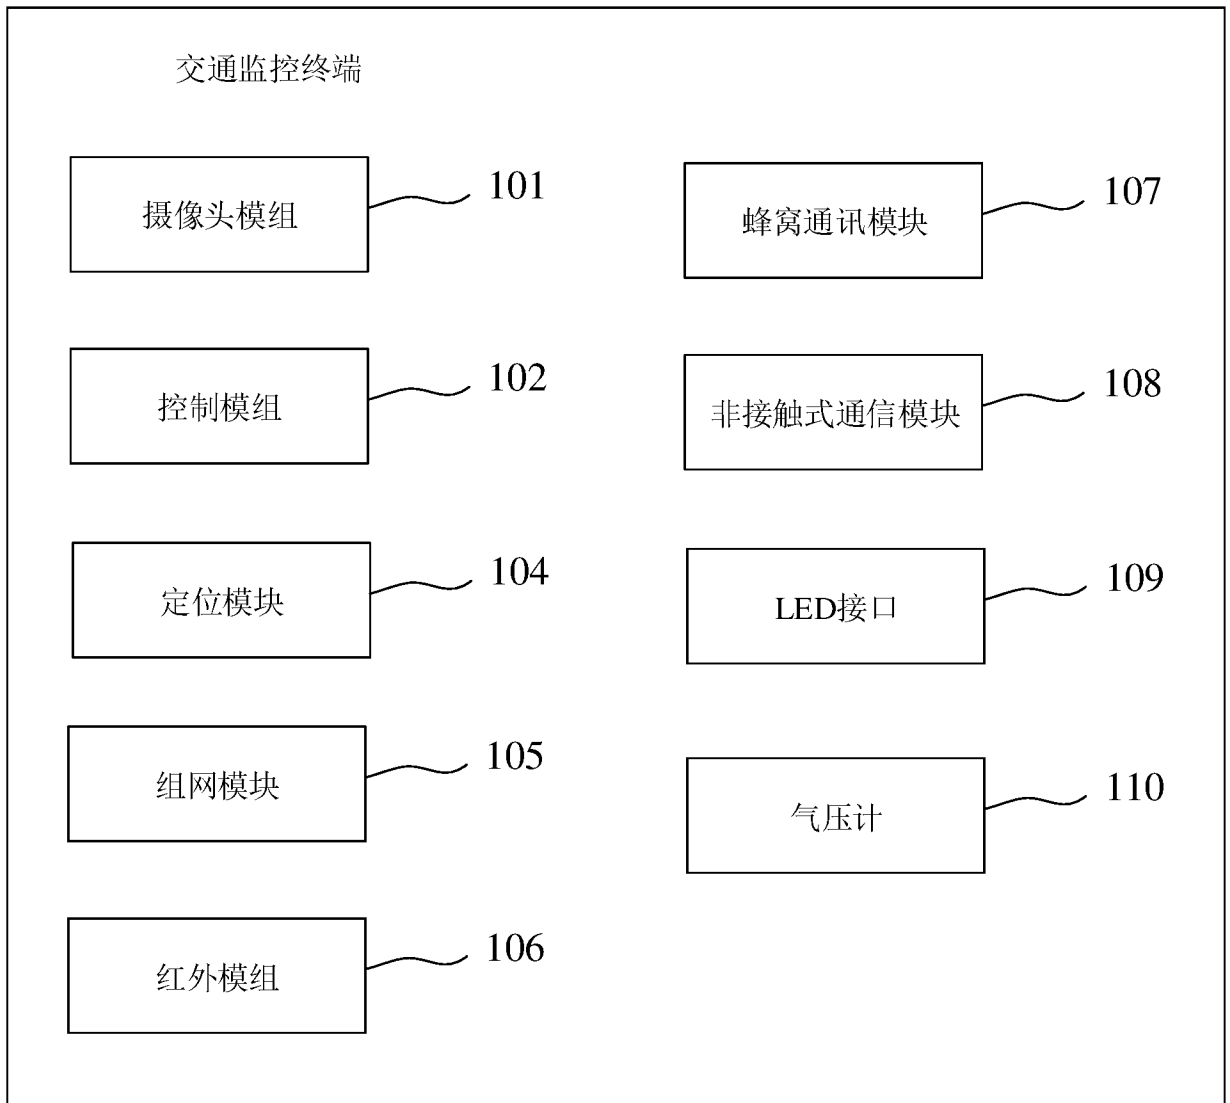 交通监控终端
摄像头模组
101
控制模组
102
定位模块
104
组网模块
105
红外模组
106
蜂窝通讯模块
107
非接触式通信模块
108
LED接口
109
气压计
110